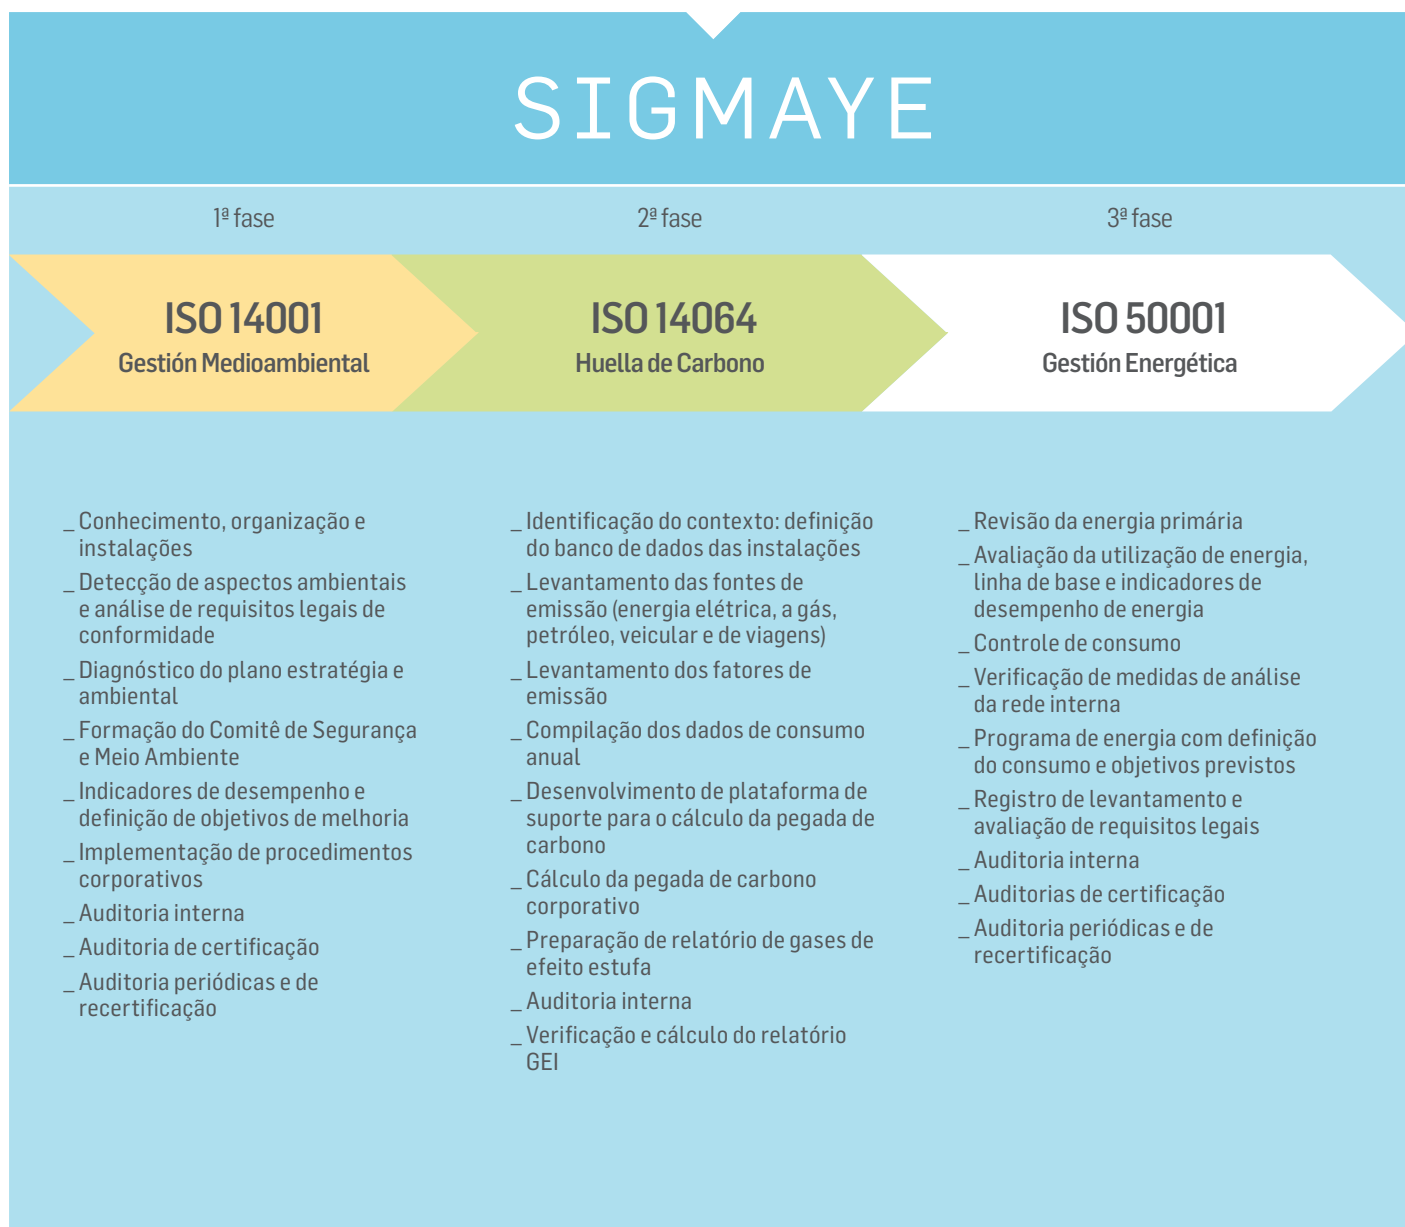 SIGMAYE
1ª fase
2ª fase
3ª fase
ISO 14001
Gestión Medioambiental
ISO 14064
Huella de Carbono
ISO 50001
Gestión Energética
_ Conhecimento, organização e
instalações
_ Detecção de aspectos ambientais
e análise de requisitos legais de
conformidade
_ Diagnóstico do plano estratégia e
ambiental
_ Formação do Comitê de Segurança
e Meio Ambiente
_ Indicadores de desempenho e
definição de objetivos de melhoria
_ Implementação de procedimentos
corporativos
_ Auditoria interna
_ Auditoria de certificação
_ Auditoria periódicas e de
recertificação
_ Identificação do contexto: definição
do banco de dados das instalações
_ Levantamento das fontes de
emissão (energia elétrica, a gás,
petróleo, veicular e de viagens)
_ Levantamento dos fatores de
emissão
_ Compilação dos dados de consumo
anual
_ Desenvolvimento de plataforma de
suporte para o cálculo da pegada de
carbono
_ Cálculo da pegada de carbono
corporativo
_ Preparação de relatório de gases de
efeito estufa
_ Auditoria interna
_ Verificação e cálculo do relatório
GEI
_ Revisão da energia primária
_ Avaliação da utilização de energia,
linha de base e indicadores de
desempenho de energia
_ Controle de consumo
_ Verificação de medidas de análise
da rede interna
_ Programa de energia com definição
do consumo e objetivos previstos
_ Registro de levantamento e
avaliação de requisitos legais
_ Auditoria interna
_ Auditorias de certificação
_ Auditoria periódicas e de
recertificação